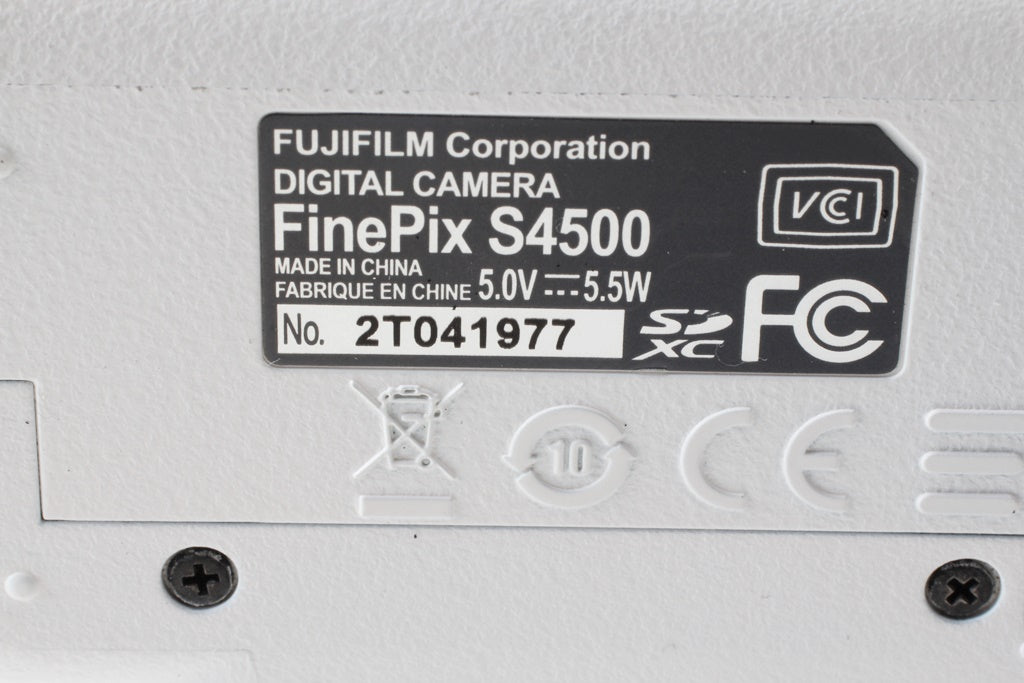 FUJIFILM Corporation
DIGITAL CAMERA
FinePix S4500
MADE IN CHINA
FABRIQUE EN CHINE 5.0V ⎓ 5.5W
No. 2T041977
VCCI
SD
XC
FC
10
CE